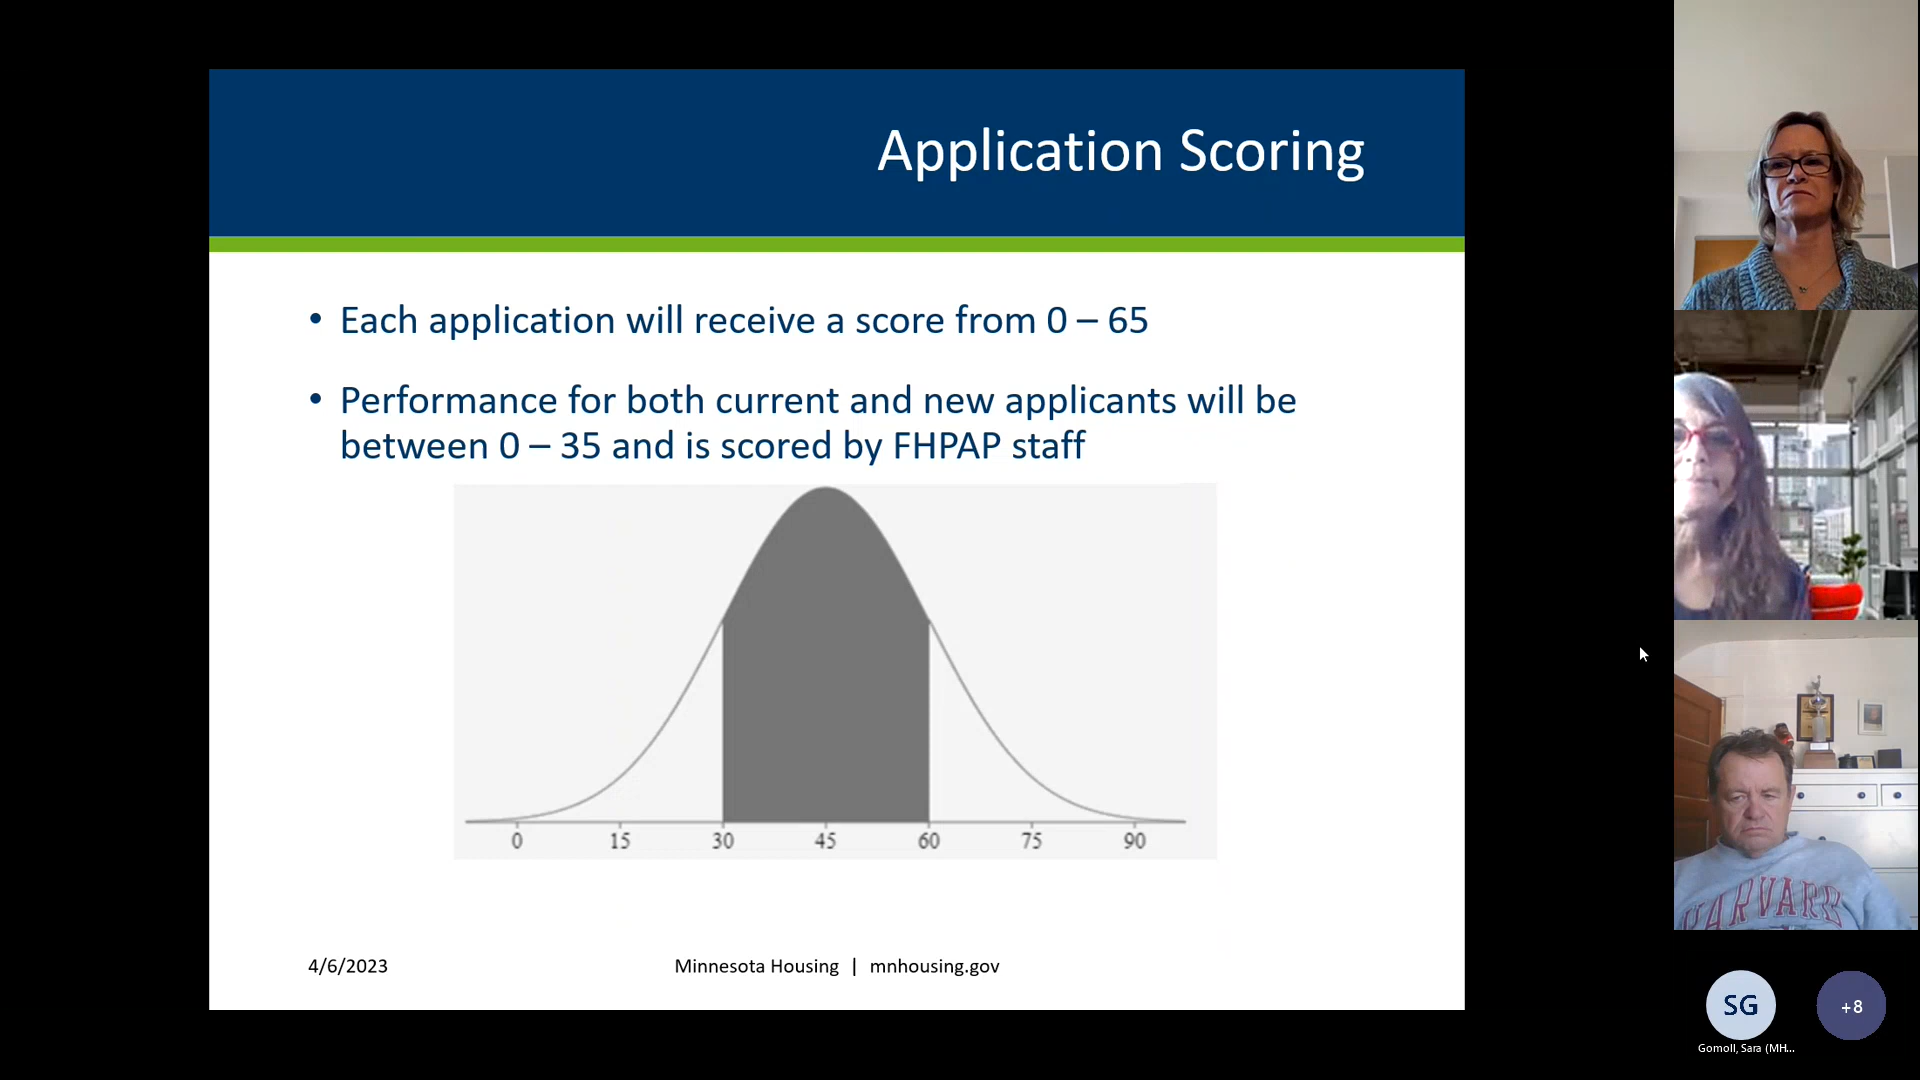 Application Scoring
• Each application will receive a score from 0 – 65
• Performance for both current and new applicants will be
between 0 – 35 and is scored by FHPAP staff
0 15 30 45 60 75 90
4/6/2023
Minnesota Housing | mnhousing.gov
HARVARD
SG
+8
Gomoll, Sara (MH...